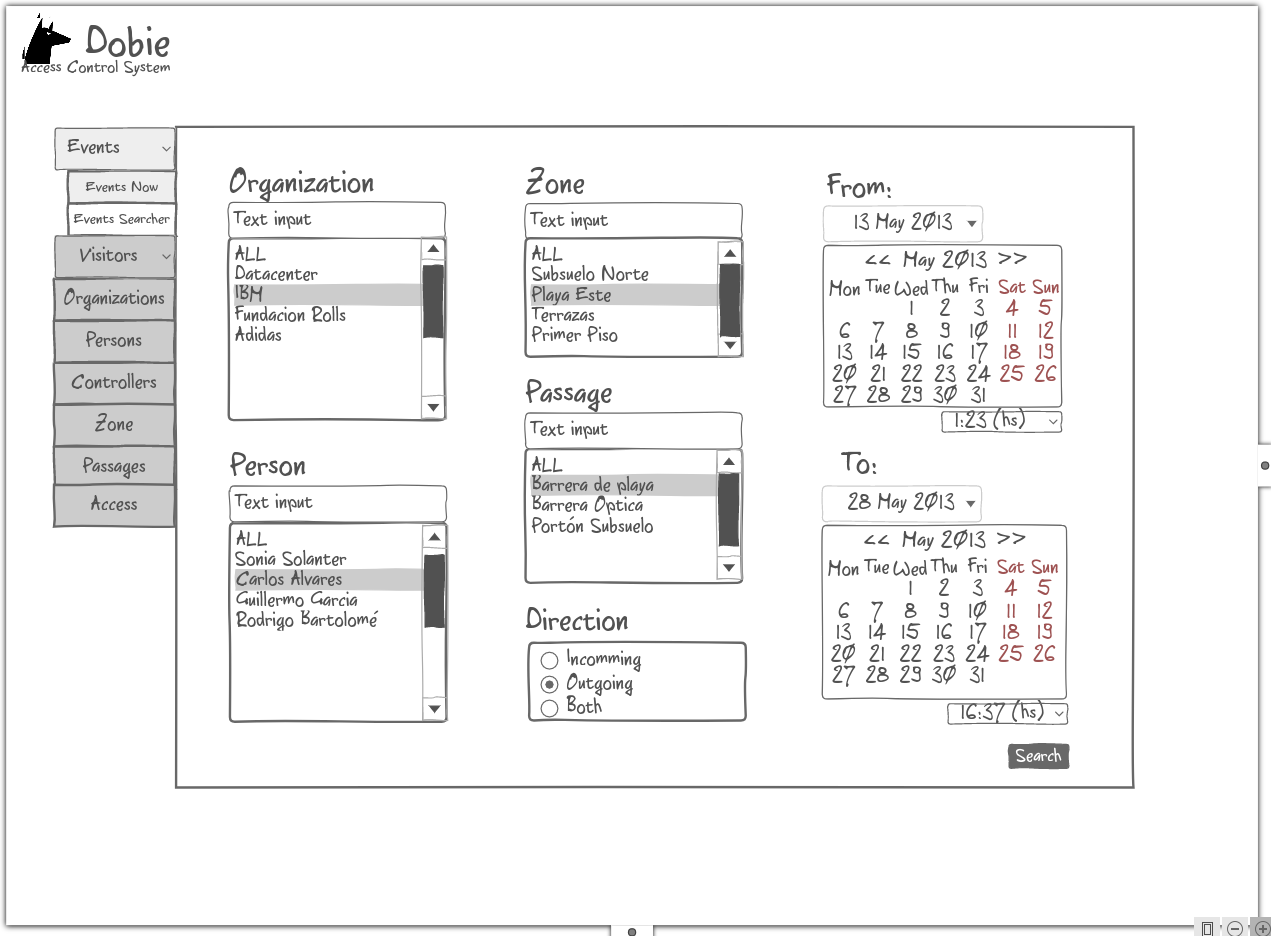 Dobie
Access Control System
Events
Events Now
Events Searcher
Visitors
Organizations
Persons
Controllers
Zone
Passages
Access
Organization
Text input
ALL
Datacenter
IBM
Fundacion Rolls
Adidas
Person
Text input
ALL
Sonia Solanter
Carlos Alvares
Guillermo Garcia
Rodrigo Bartolomé
Zone
Text input
ALL
Subsuelo Norte
Playa Este
Terrazas
Primer Piso
Passage
Text input
ALL
Barrera de playa
Barrera Optica
Portón Subsuelo
Direction
Incomming
Outgoing
Both
From:
13 May 2013
<< May 2013 >>
Mon Tue Wed Thu Fri Sat Sun
1 2 3 4 5
6 7 8 9 10 11 12
13 14 15 16 17 18 19
20 21 22 23 24 25 26
27 28 29 30 31
1:23 (hs)
To:
28 May 2013
<< May 2013 >>
Mon Tue Wed Thu Fri Sat Sun
1 2 3 4 5
6 7 8 9 10 11 12
13 14 15 16 17 18 19
20 21 22 23 24 25 26
27 28 29 30 31
16:37 (hs)
Search